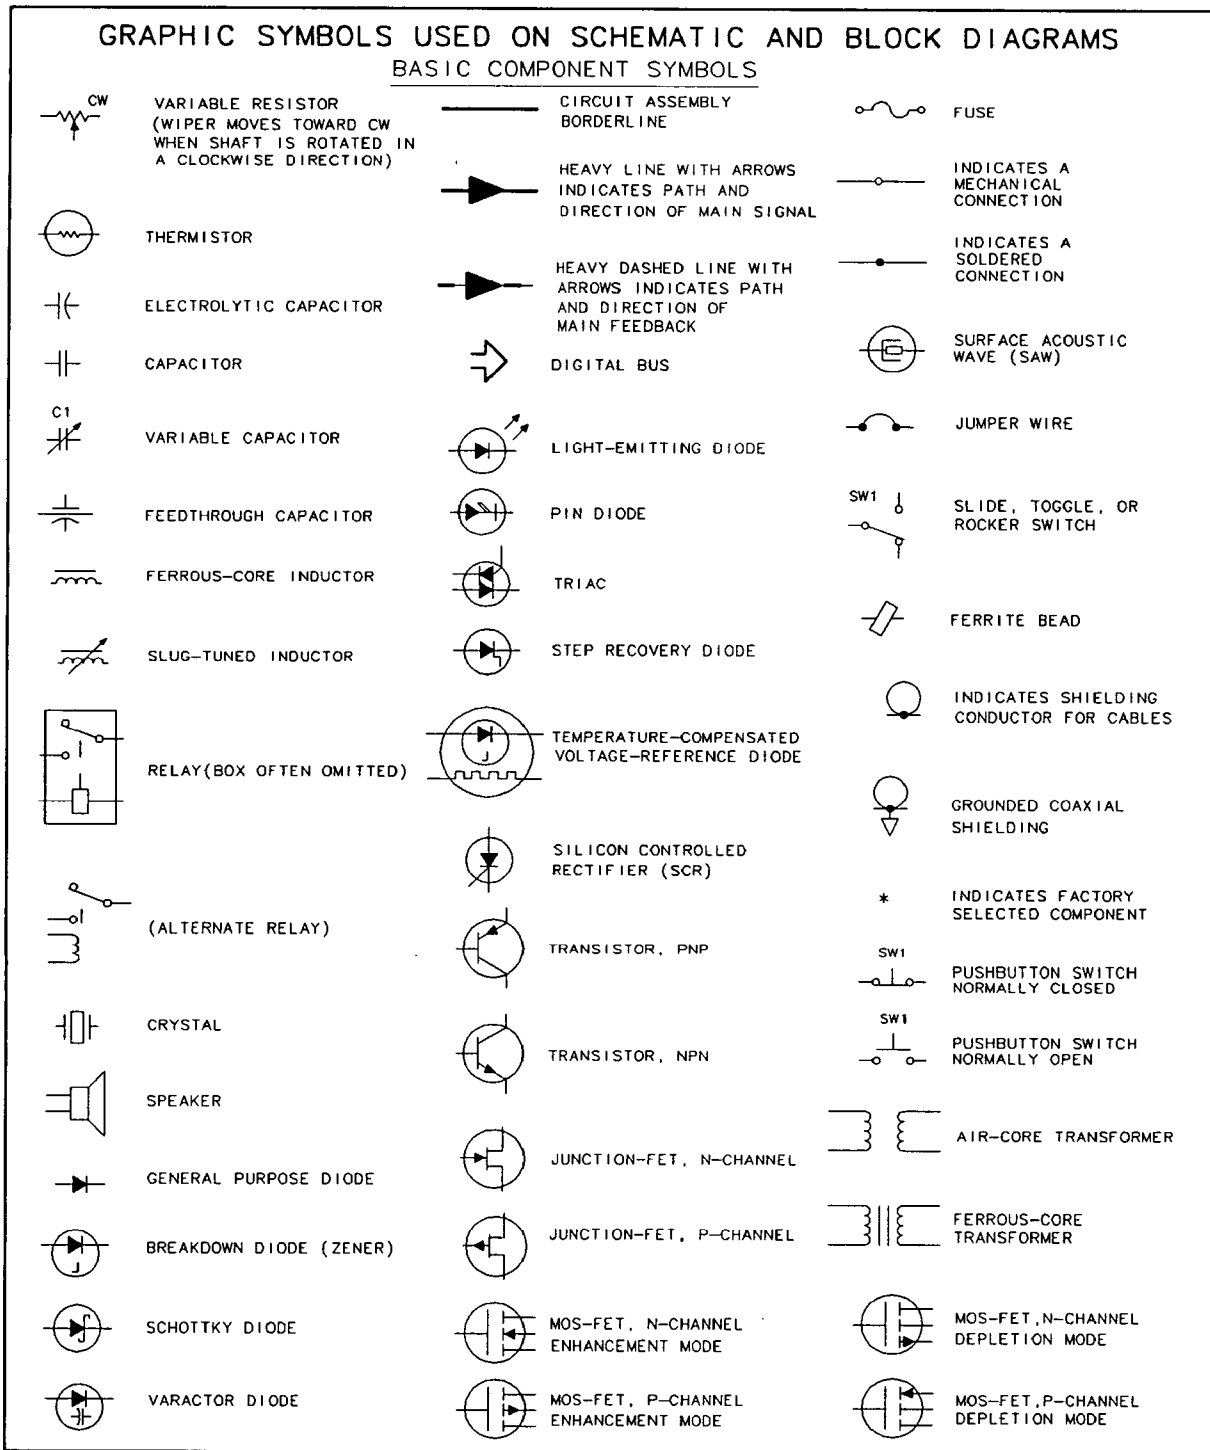 GRAPHIC SYMBOLS USED ON SCHEMATIC AND BLOCK DIAGRAMS
BASIC COMPONENT SYMBOLS
CW
VARIABLE RESISTOR
(WIPER MOVES TOWARD CW
WHEN SHAFT IS ROTATED IN
A CLOCKWISE DIRECTION)
THERMISTOR
ELECTROLYTIC CAPACITOR
CAPACITOR
C1
VARIABLE CAPACITOR
FEEDTHROUGH CAPACITOR
FERROUS-CORE INDUCTOR
SLUG-TUNED INDUCTOR
RELAY(BOX OFTEN OMITTED)
(ALTERNATE RELAY)
CRYSTAL
SPEAKER
GENERAL PURPOSE DIODE
BREAKDOWN DIODE (ZENER)
SCHOTTKY DIODE
VARACTOR DIODE
CIRCUIT ASSEMBLY
BORDERLINE
HEAVY LINE WITH ARROWS
INDICATES PATH AND
DIRECTION OF MAIN SIGNAL
HEAVY DASHED LINE WITH
ARROWS INDICATES PATH
AND DIRECTION OF
MAIN FEEDBACK
DIGITAL BUS
LIGHT-EMITTING DIODE
PIN DIODE
TRIAC
STEP RECOVERY DIODE
TEMPERATURE-COMPENSATED
VOLTAGE-REFERENCE DIODE
SILICON CONTROLLED
RECTIFIER (SCR)
TRANSISTOR, PNP
TRANSISTOR, NPN
JUNCTION-FET, N-CHANNEL
JUNCTION-FET, P-CHANNEL
MOS-FET, N-CHANNEL
ENHANCEMENT MODE
MOS-FET, P-CHANNEL
ENHANCEMENT MODE
FUSE
INDICATES A
MECHANICAL
CONNECTION
INDICATES A
SOLDERED
CONNECTION
SURFACE ACOUSTIC
WAVE (SAW)
JUMPER WIRE
SW1
SLIDE, TOGGLE, OR
ROCKER SWITCH
FERRITE BEAD
INDICATES SHIELDING
CONDUCTOR FOR CABLES
GROUNDED COAXIAL
SHIELDING
*
INDICATES FACTORY
SELECTED COMPONENT
SW1
PUSHBUTTON SWITCH
NORMALLY CLOSED
SW1
PUSHBUTTON SWITCH
NORMALLY OPEN
AIR-CORE TRANSFORMER
FERROUS-CORE
TRANSFORMER
MOS-FET,N-CHANNEL
DEPLETION MODE
MOS-FET,P-CHANNEL
DEPLETION MODE